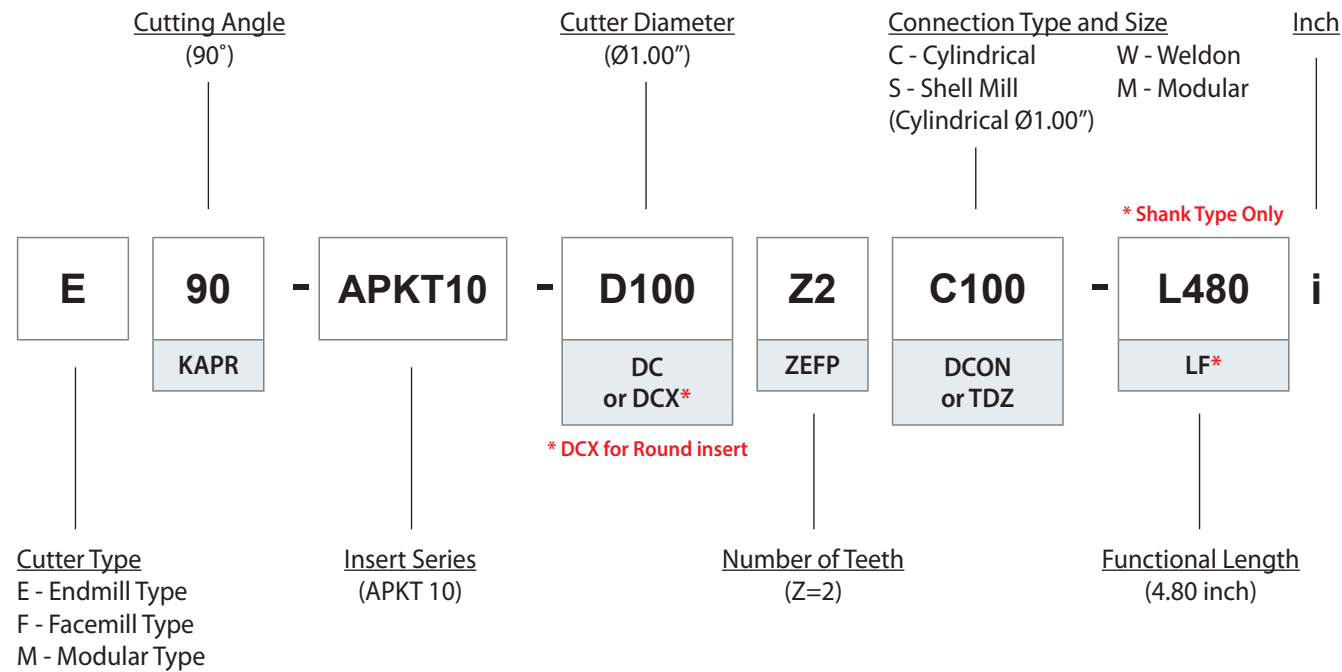 Cutting Angle
(90˚)
Cutter Diameter
(Ø1.00”)
Connection Type and Size
C - Cylindrical W - Weldon
S - Shell Mill M - Modular
(Cylindrical Ø1.00”)
Inch
* Shank Type Only
E 90 - APKT10 - D100 Z2 C100 - L480 i
KAPR
DC
or DCX*
ZEFP
DCON
or TDZ
LF*
* DCX for Round insert
Cutter Type
E - Endmill Type
F - Facemill Type
M - Modular Type
Insert Series
(APKT 10)
Number of Teeth
(Z=2)
Functional Length
(4.80 inch)